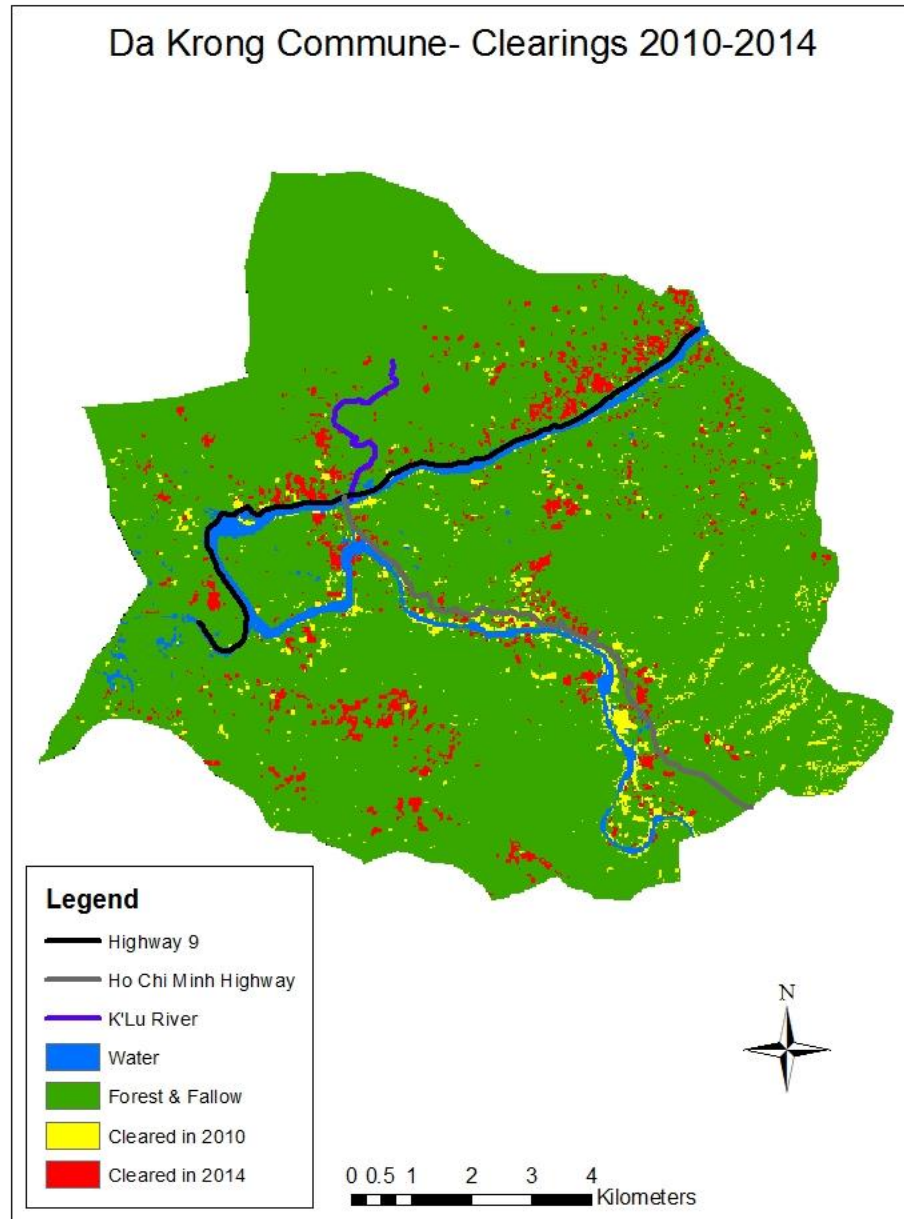 Da Krong Commune- Clearings 2010-2014
Legend
Highway 9
Ho Chi Minh Highway
K'Lu River
Water
Forest & Fallow
Cleared in 2010
Cleared in 2014
N
0 0.5 1 2 3 4
Kilometers